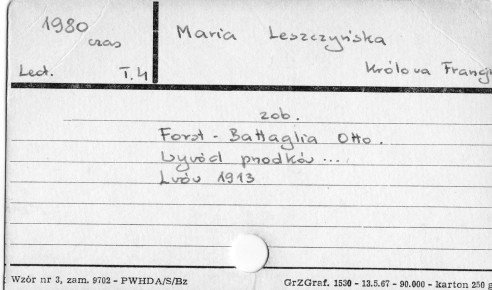 1980
czas
Lect. T.4
Maria Leszczyńska
Królowa Francji
zob.
Forst-Battaglia Otto.
Wywód przodków...
Lwów 1913
Wzór nr 3, zam. 9702 - PWHDA/S/Bz
GrZGraf. 1530 - 13.5.67 - 90.000 - karton 250 g